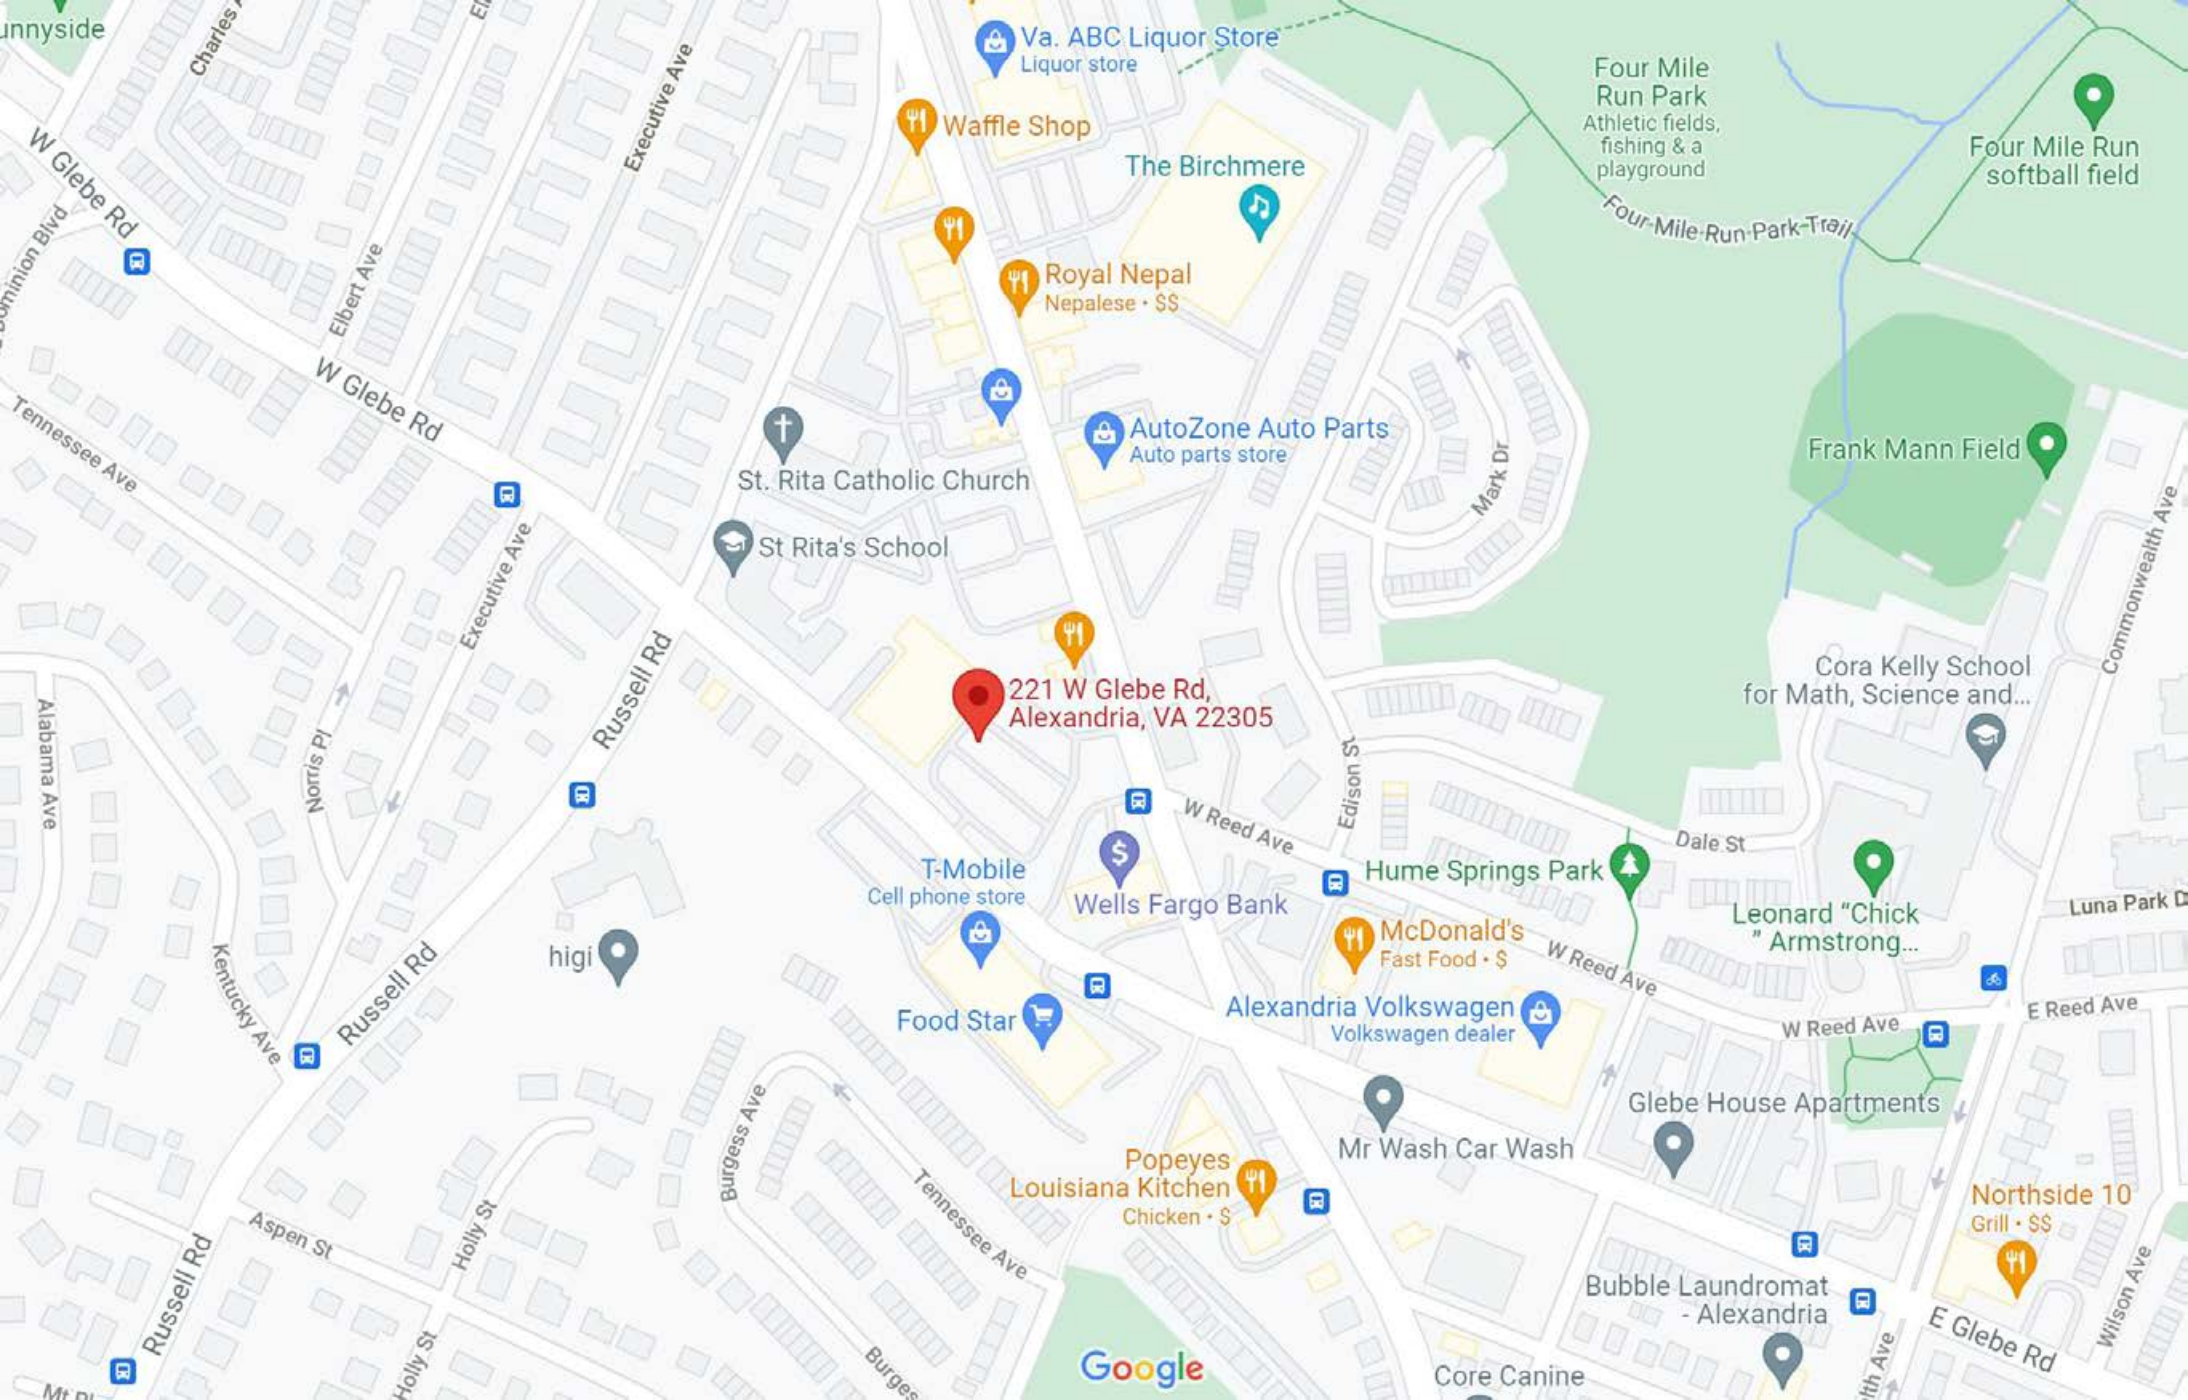 unnyside
Charles
Executive Ave
Va. ABC Liquor Store
Liquor store
Waffle Shop
The Birchmere
Four Mile
Run Park
Athletic fields,
fishing & a
playground
Four Mile Run
softball field
W Glebe Rd
Four Mile Run Park Trail
Elbert Ave
Royal Nepal
Nepalese • $$
W Glebe Rd
Tennessee Ave
AutoZone Auto Parts
Auto parts store
Frank Mann Field
Mark Dr
St. Rita Catholic Church
St Rita's School
Executive Ave
Commonwealth Ave
Russell Rd
221 W Glebe Rd,
Alexandria, VA 22305
Cora Kelly School
for Math, Science and...
Alabama Ave
Norris Pl
Edison St
W Reed Ave
Dale St
T-Mobile
Cell phone store
Wells Fargo Bank
Hume Springs Park
Leonard “Chick
” Armstrong...
Luna Park D
McDonald's
Fast Food • $
W Reed Ave
higi
Kentucky Ave
Russell Rd
Food Star
Alexandria Volkswagen
Volkswagen dealer
W Reed Ave
E Reed Ave
Glebe House Apartments
Mr Wash Car Wash
Burgess Ave
Tennessee Ave
Popeyes
Louisiana Kitchen
Chicken • $
Northside 10
Grill • $$
Aspen St
Holly St
Russell Rd
Bubble Laundromat
- Alexandria
E Glebe Rd
Wilson Ave
Holly St
Burges
Google
Core Canine
lth Ave